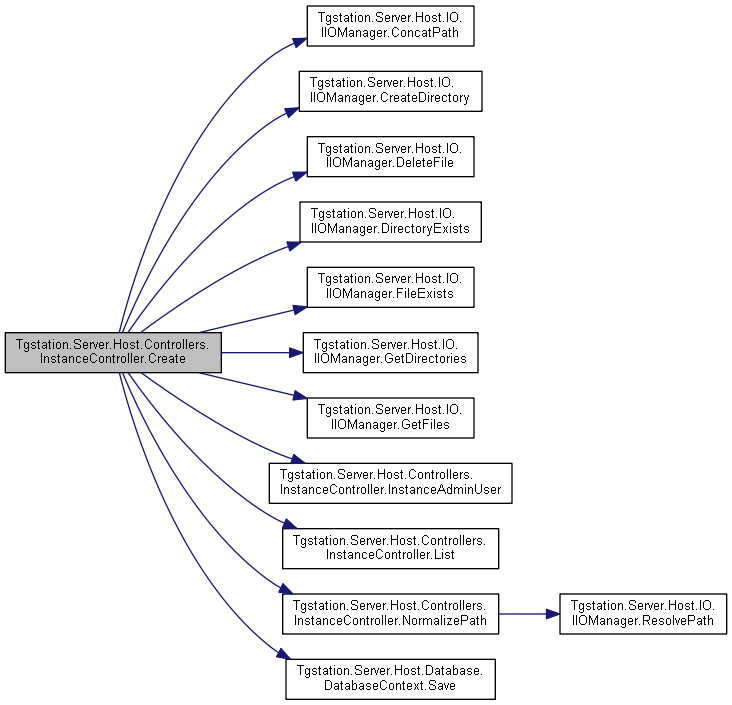 Tgstation.Server.Host.IO.
IIOManager.ConcatPath
Tgstation.Server.Host.IO.
IIOManager.CreateDirectory
Tgstation.Server.Host.IO.
IIOManager.DeleteFile
Tgstation.Server.Host.IO.
IIOManager.DirectoryExists
Tgstation.Server.Host.IO.
IIOManager.FileExists
Tgstation.Server.Host.Controllers.
InstanceController.Create
Tgstation.Server.Host.IO.
IIOManager.GetDirectories
Tgstation.Server.Host.IO.
IIOManager.GetFiles
Tgstation.Server.Host.Controllers.
InstanceController.InstanceAdminUser
Tgstation.Server.Host.Controllers.
InstanceController.List
Tgstation.Server.Host.Controllers.
InstanceController.NormalizePath
Tgstation.Server.Host.IO.
IIOManager.ResolvePath
Tgstation.Server.Host.Database.
DatabaseContext.Save